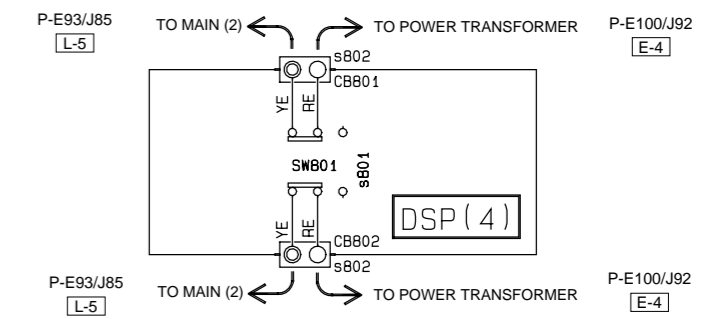 P-E93/J85
L-5
TO MAIN (2)
TO POWER TRANSFORMER
P-E100/J92
E-4
s802
CB801
YE
RE
SW801
s801
DSP(4)
YE
RE
CB802
s802
P-E93/J85
L-5
TO MAIN (2)
TO POWER TRANSFORMER
P-E100/J92
E-4